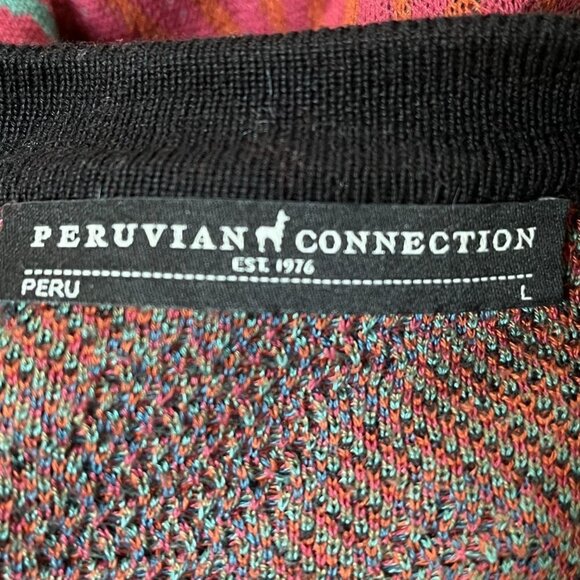 PERUVIAN CONNECTION
EST. 1976
PERU L